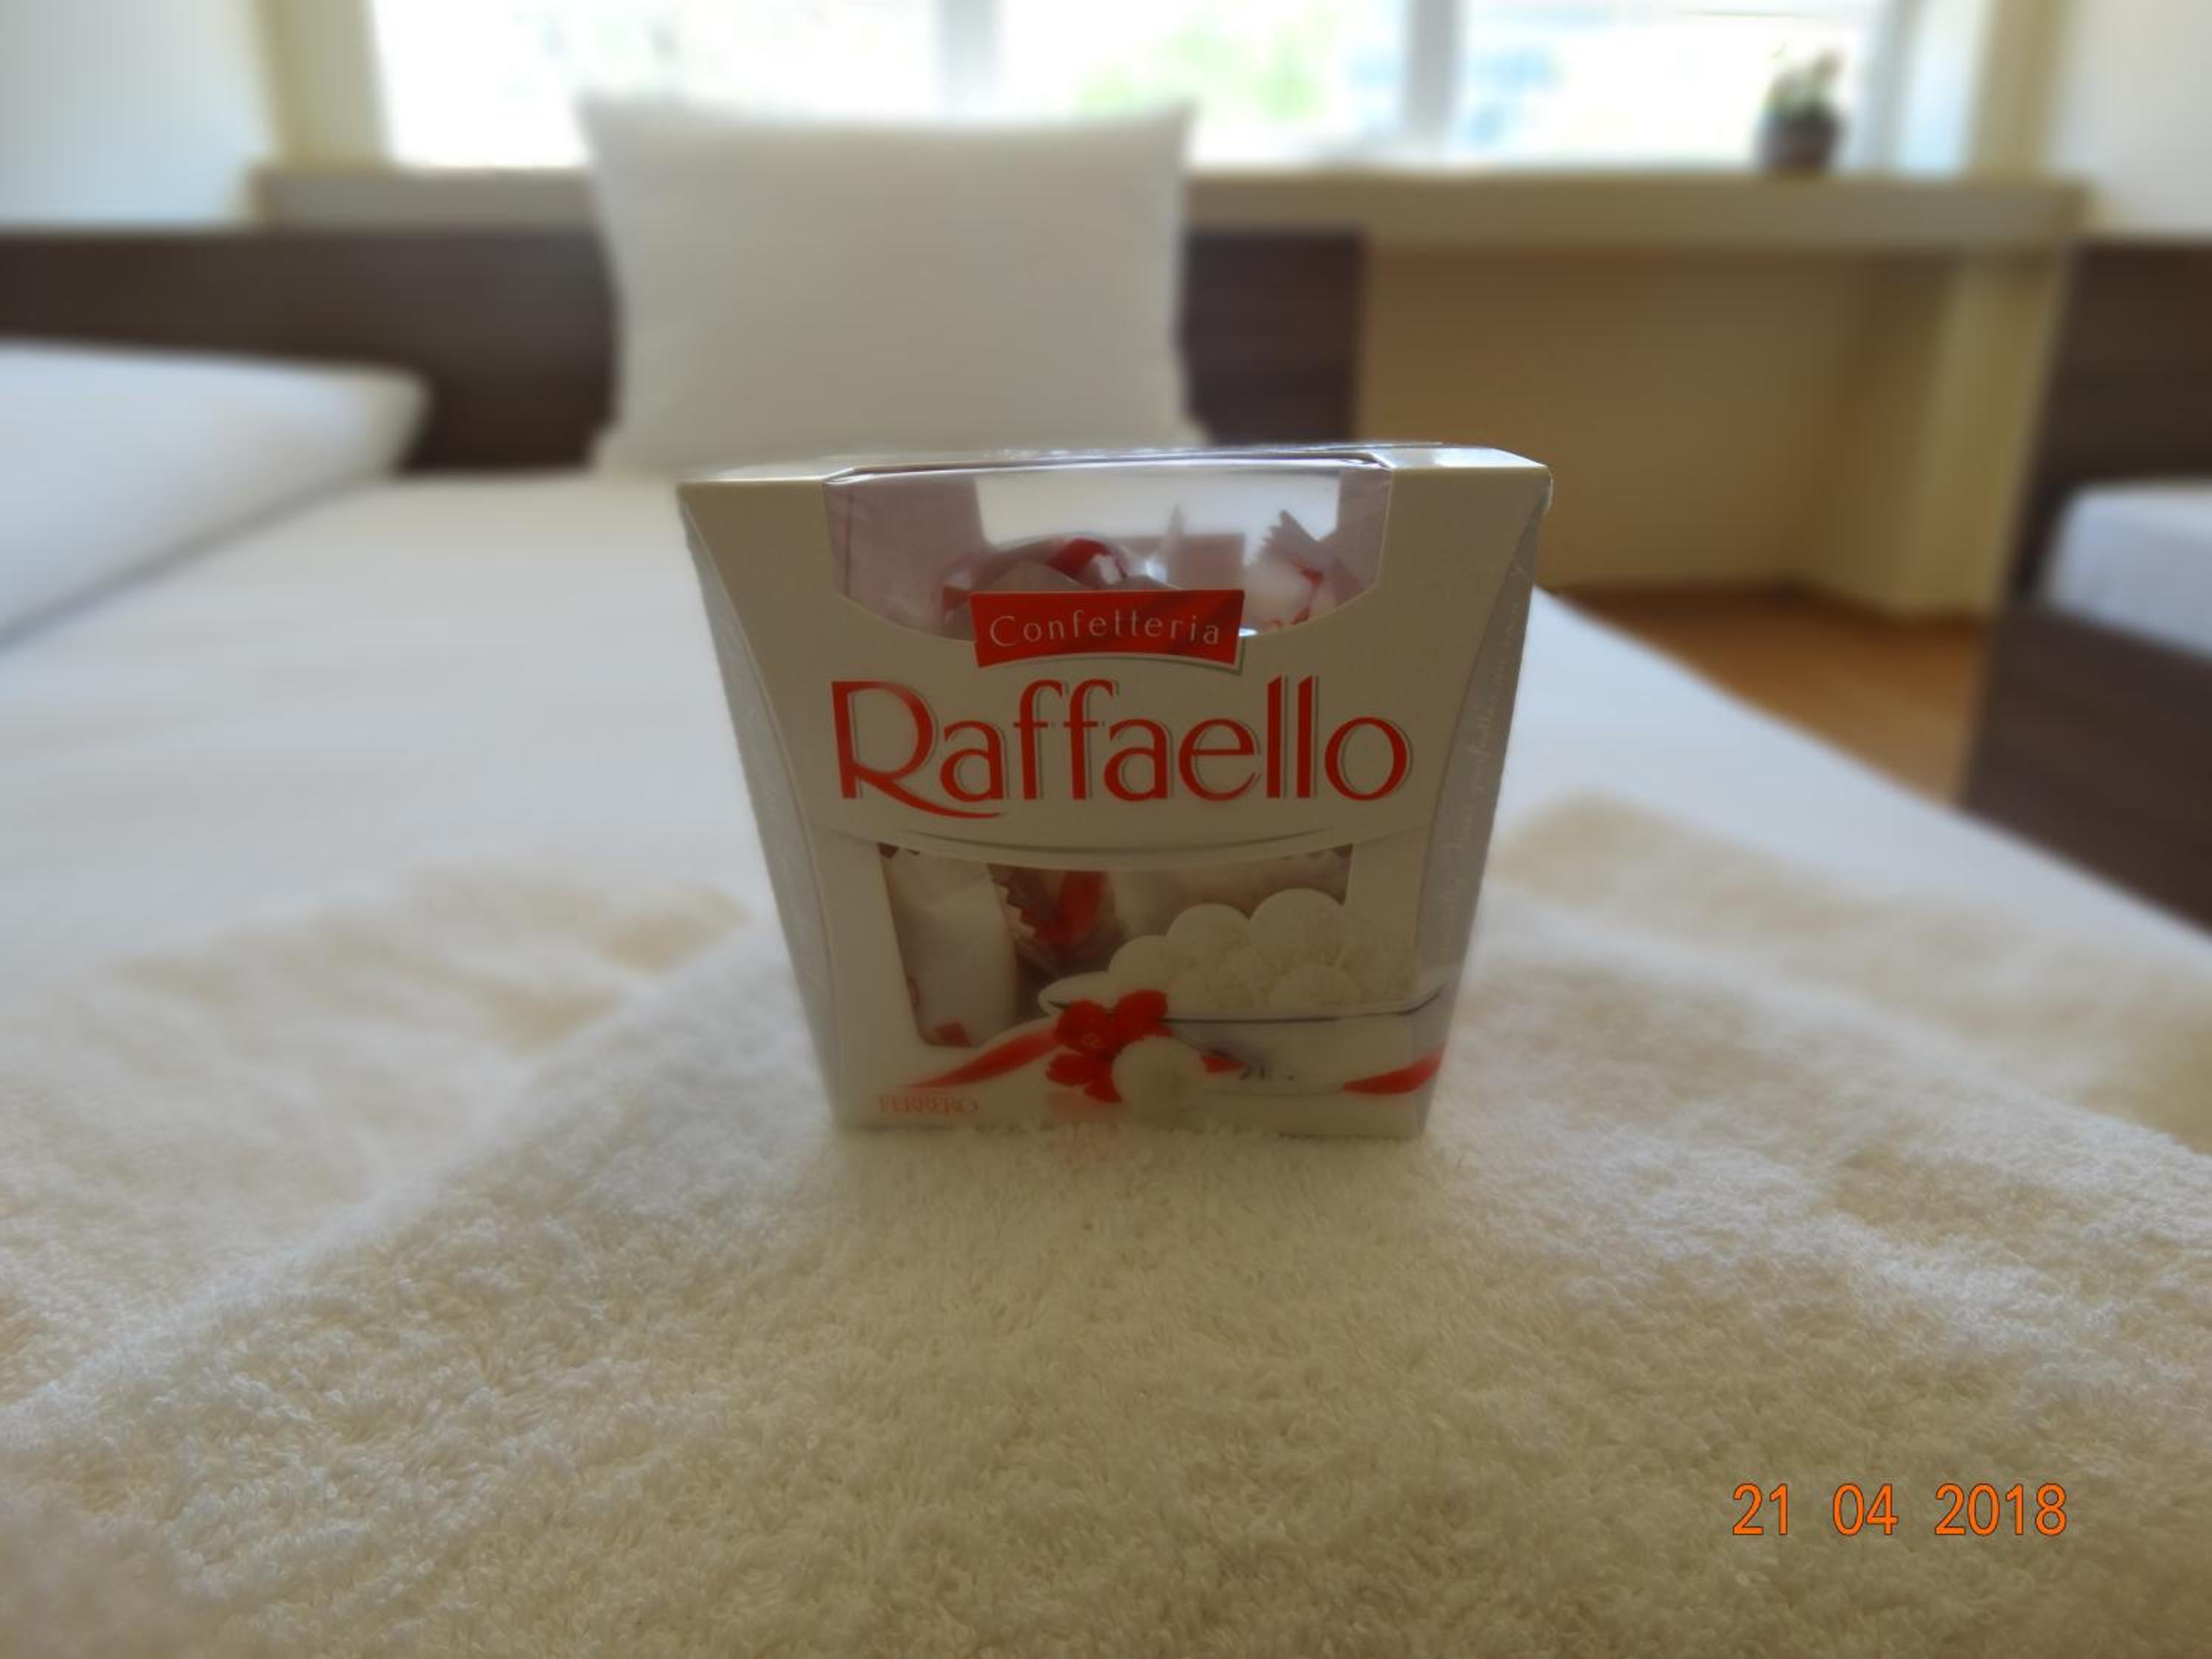 Confetteria
Raffaello
FERRERO
21 04 2018